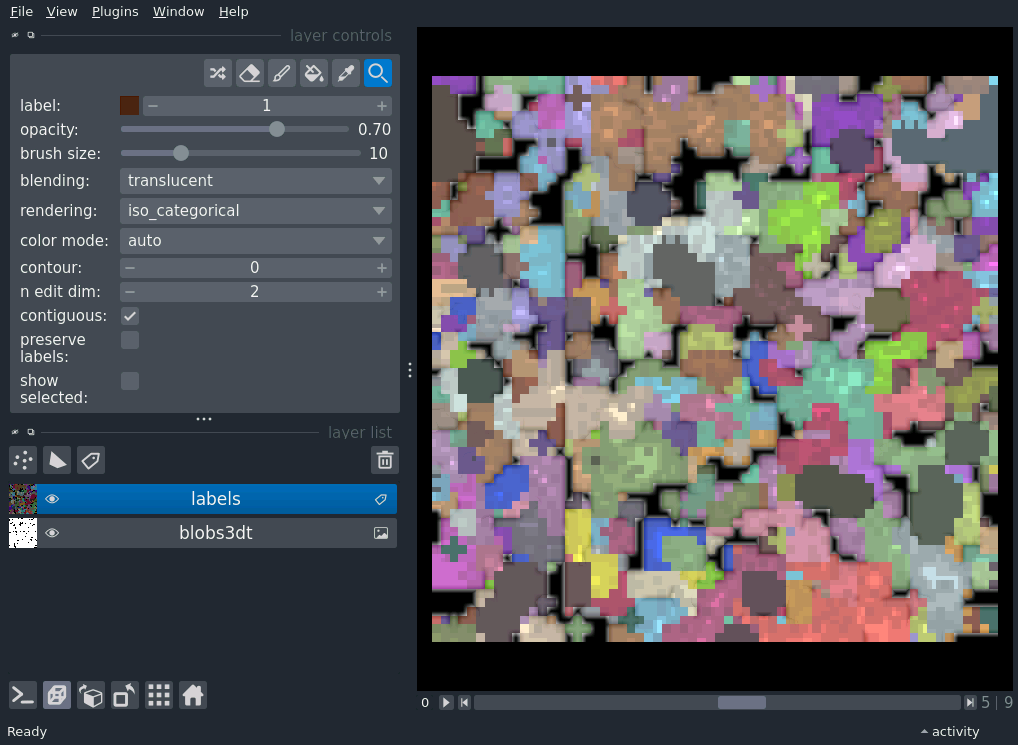 File View Plugins Window Help
layer controls
label: 1
opacity: 0.70
brush size: 10
blending: translucent
rendering: iso_categorical
color mode: auto
contour: 0
n edit dim: 2
contiguous:
preserve
labels:
show
selected:
layer list
labels
blobs3dt
0 5 | 9
Ready activity